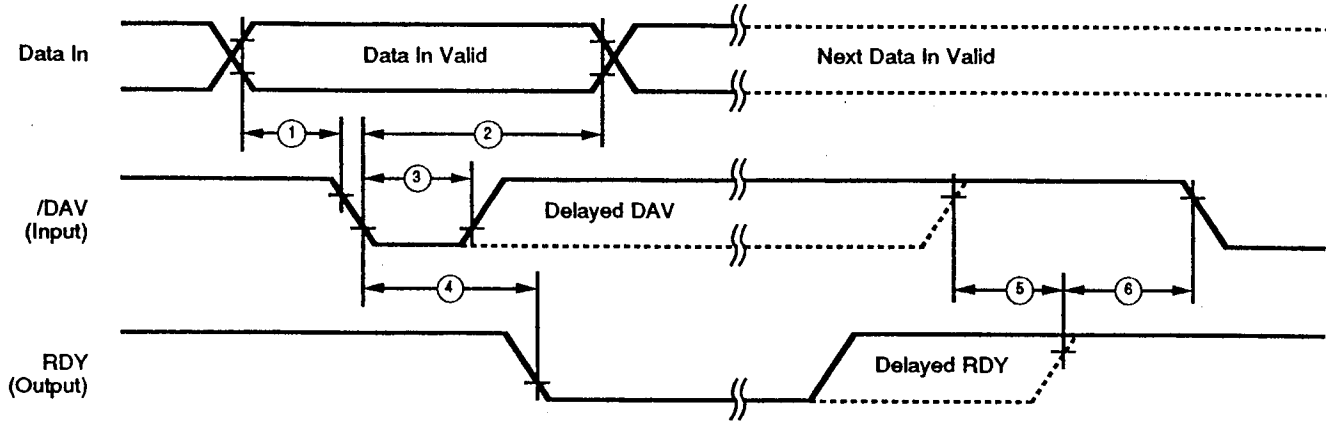 Data In
Data In Valid
Next Data In Valid
1
2
3
/DAV
(Input)
Delayed DAV
4
5
6
RDY
(Output)
Delayed RDY